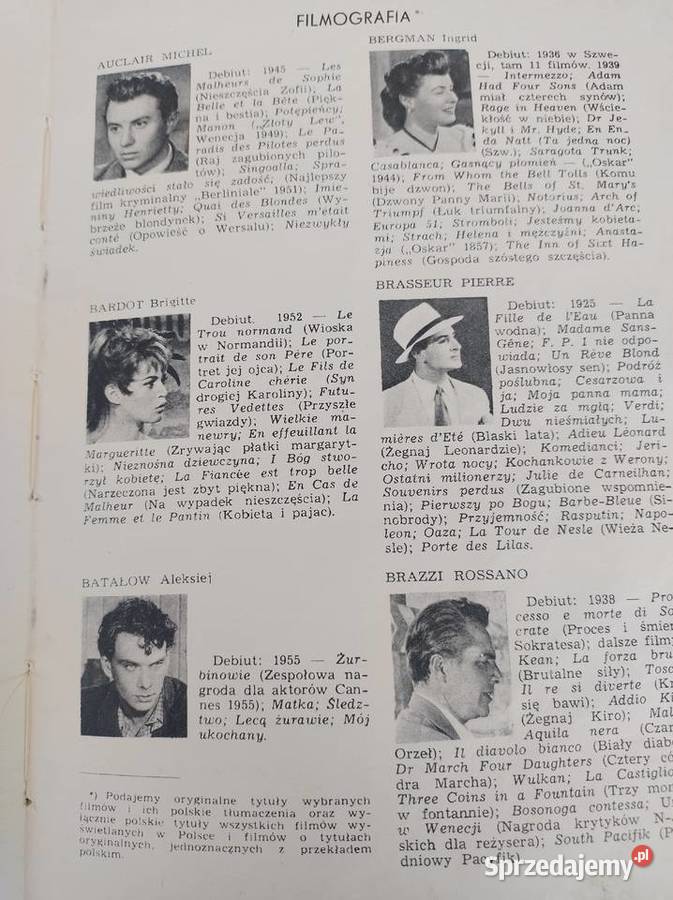 FILMOGRAFIA*
AUCLAIR MICHEL
Debiut: 1945 — Les
Malheurs de Sophie
(Nieszczęścia Zofii); La
Belle et la Bête (Pięk-
na i bestia); Potępieńcy;
Manon („Złoty Lew",
Wenecja 1949); Le Pa-
radis des Pilotes perdus
(Raj zagubionych pilo-
tów); Singoalla; Spra-
wiedliwości stało się zadość; (Najlepszy
film kryminalny „Berliniale" 1951); Imie-
niny Henrietty; Quai des Blondes (Wy-
brzeże blondynek); Si Versailles m'était
conté (Opowieść o Wersalu); Niezwykły
świadek.
BARDOT Brigitte
Debiut. 1952 — Le
Trou normand (Wioska
w Normandii); Le por-
trait de son Père (Por-
tret jej ojca); Le Fils de
Caroline chérie (Syn
drogiej Karoliny); Futu-
res Vedettes (Przyszłe
gwiazdy); Wielkie ma-
newry; En effeuillant la
Margueritte (Zrywając płatki margaryt-
ki); Nieznośna dziewczyna; I Bóg stwo-
rzył kobietę; La Fiancée est trop belle
(Narzeczona jest zbyt piękna); En Cas de
Malheur (Na wypadek nieszczęścia); La
Femme et le Pantin (Kobieta i pajac).
BATAŁOW Aleksiej
Debiut: 1955 — Żur-
binowie (Zespołowa na-
groda dla aktorów Can-
nes 1955); Matka; Śledz-
two; Lecą żurawie; Mój
ukochany.
*) Podajemy oryginalne tytuły wybranych
filmów i ich polskie tłumaczenia oraz wy-
łącznie polskie tytuły wszystkich filmów wy-
świetlanych w Polsce i filmów o tytułach
oryginalnych, jednoznacznych z przekładem
polskim.
BERGMAN Ingrid
Debiut: 1936 w Szwe-
cji, tam 11 filmów. 1939
— Intermezzo; Adam
Had Four Sons (Adam
miał czterech synów);
Rage in Heaven (Wście-
kłość w niebie); Dr Je-
kyll i Mr. Hyde; En En-
da Natt (Ta jedna noc)
(Szw.); Saragota Trunk;
Casablanca; Gasnący płomień — („Oskar"
1944); From Whom the Bell Tolls (Komu
bije dzwon); The Bells of St. Mary's
(Dzwony Panny Marii); Notorius; Arch of
Triumpf (Łuk triumfalny); Joanna d'Arc;
Europa 51; Stromboli; Jesteśmy kobieta-
mi; Strach; Helena i mężczyźni; Anasta-
zja („Oskar" 1857); The Inn of Sixt Ha-
piness (Gospoda szóstego szczęścia).
BRASSEUR PIERRE
Debiut: 1925 — La
Fille de l'Eau (Panna
wodna); Madame Sans-
Gêne; F. P. I nie odpo-
wiada; Un Rêve Blond
(Jasnowłosy sen); Podróż
poślubna; Cesarzowa i
ja; Moja panna mama;
Ludzie za mgłą; Verdi;
Dwu nieśmiałych; Lu-
mières d'Eté (Blaski lata); Adieu Léonard
(Żegnaj Leonardzie); Komedianci; Jeri-
cho; Wrota nocy; Kochankowie z Werony;
Ostatni milionerzy; Julie de Carneilhan;
Souvenirs perdus (Zagubione wspomnie-
nia); Pierwszy po Bogu; Barbe-Bleue (Si-
nobrody); Przyjemność; Rasputin; Napo-
leon; Oaza; La Tour de Nesle (Wieża Ne-
sle); Porte des Lilas.
BRAZZI ROSSANO
Debiut: 1938 — Pro
cesso e morte di So
crate (Proces i śmier
Sokratesa); dalsze film
Kean; La forza bru
(Brutalne siły); Tosc
Il re si diverte (Kr
się bawi); Addio Ki
(Żegnaj Kiro); Mal
Aquila nera (Czar
Orzeł); Il diavolo bianco (Biały diab
Dr March Four Daughters (Cztery có
dra Marcha); Wulkan; La Castiglio
Three Coins in a Fountain (Trzy mon
w fontannie); Bosonoga contessa; Un
w Wenecji (Nagroda krytyków N-J
skich dla reżysera); South Pacifik (P
dniowy Pacyfik)
Sprzedajemy.pl